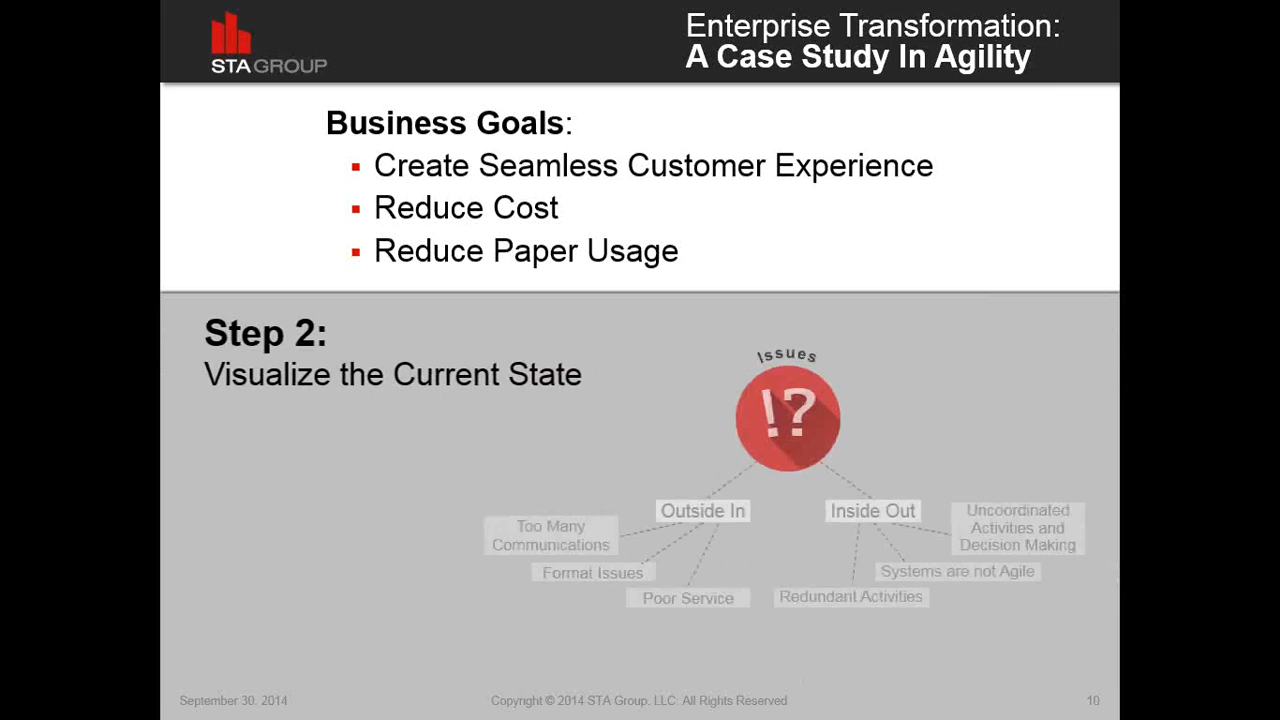 STA GROUP
Enterprise Transformation:
A Case Study In Agility
Business Goals:
Create Seamless Customer Experience
Reduce Cost
Reduce Paper Usage
Step 2:
Visualize the Current State
Issues
!?
Outside In
Inside Out
Too Many
Communications
Format Issues
Poor Service
Uncoordinated
Activities and
Decision Making
Systems are not Agile
Redundant Activities
September 30, 2014
Copyright © 2014 STA Group, LLC. All Rights Reserved
10